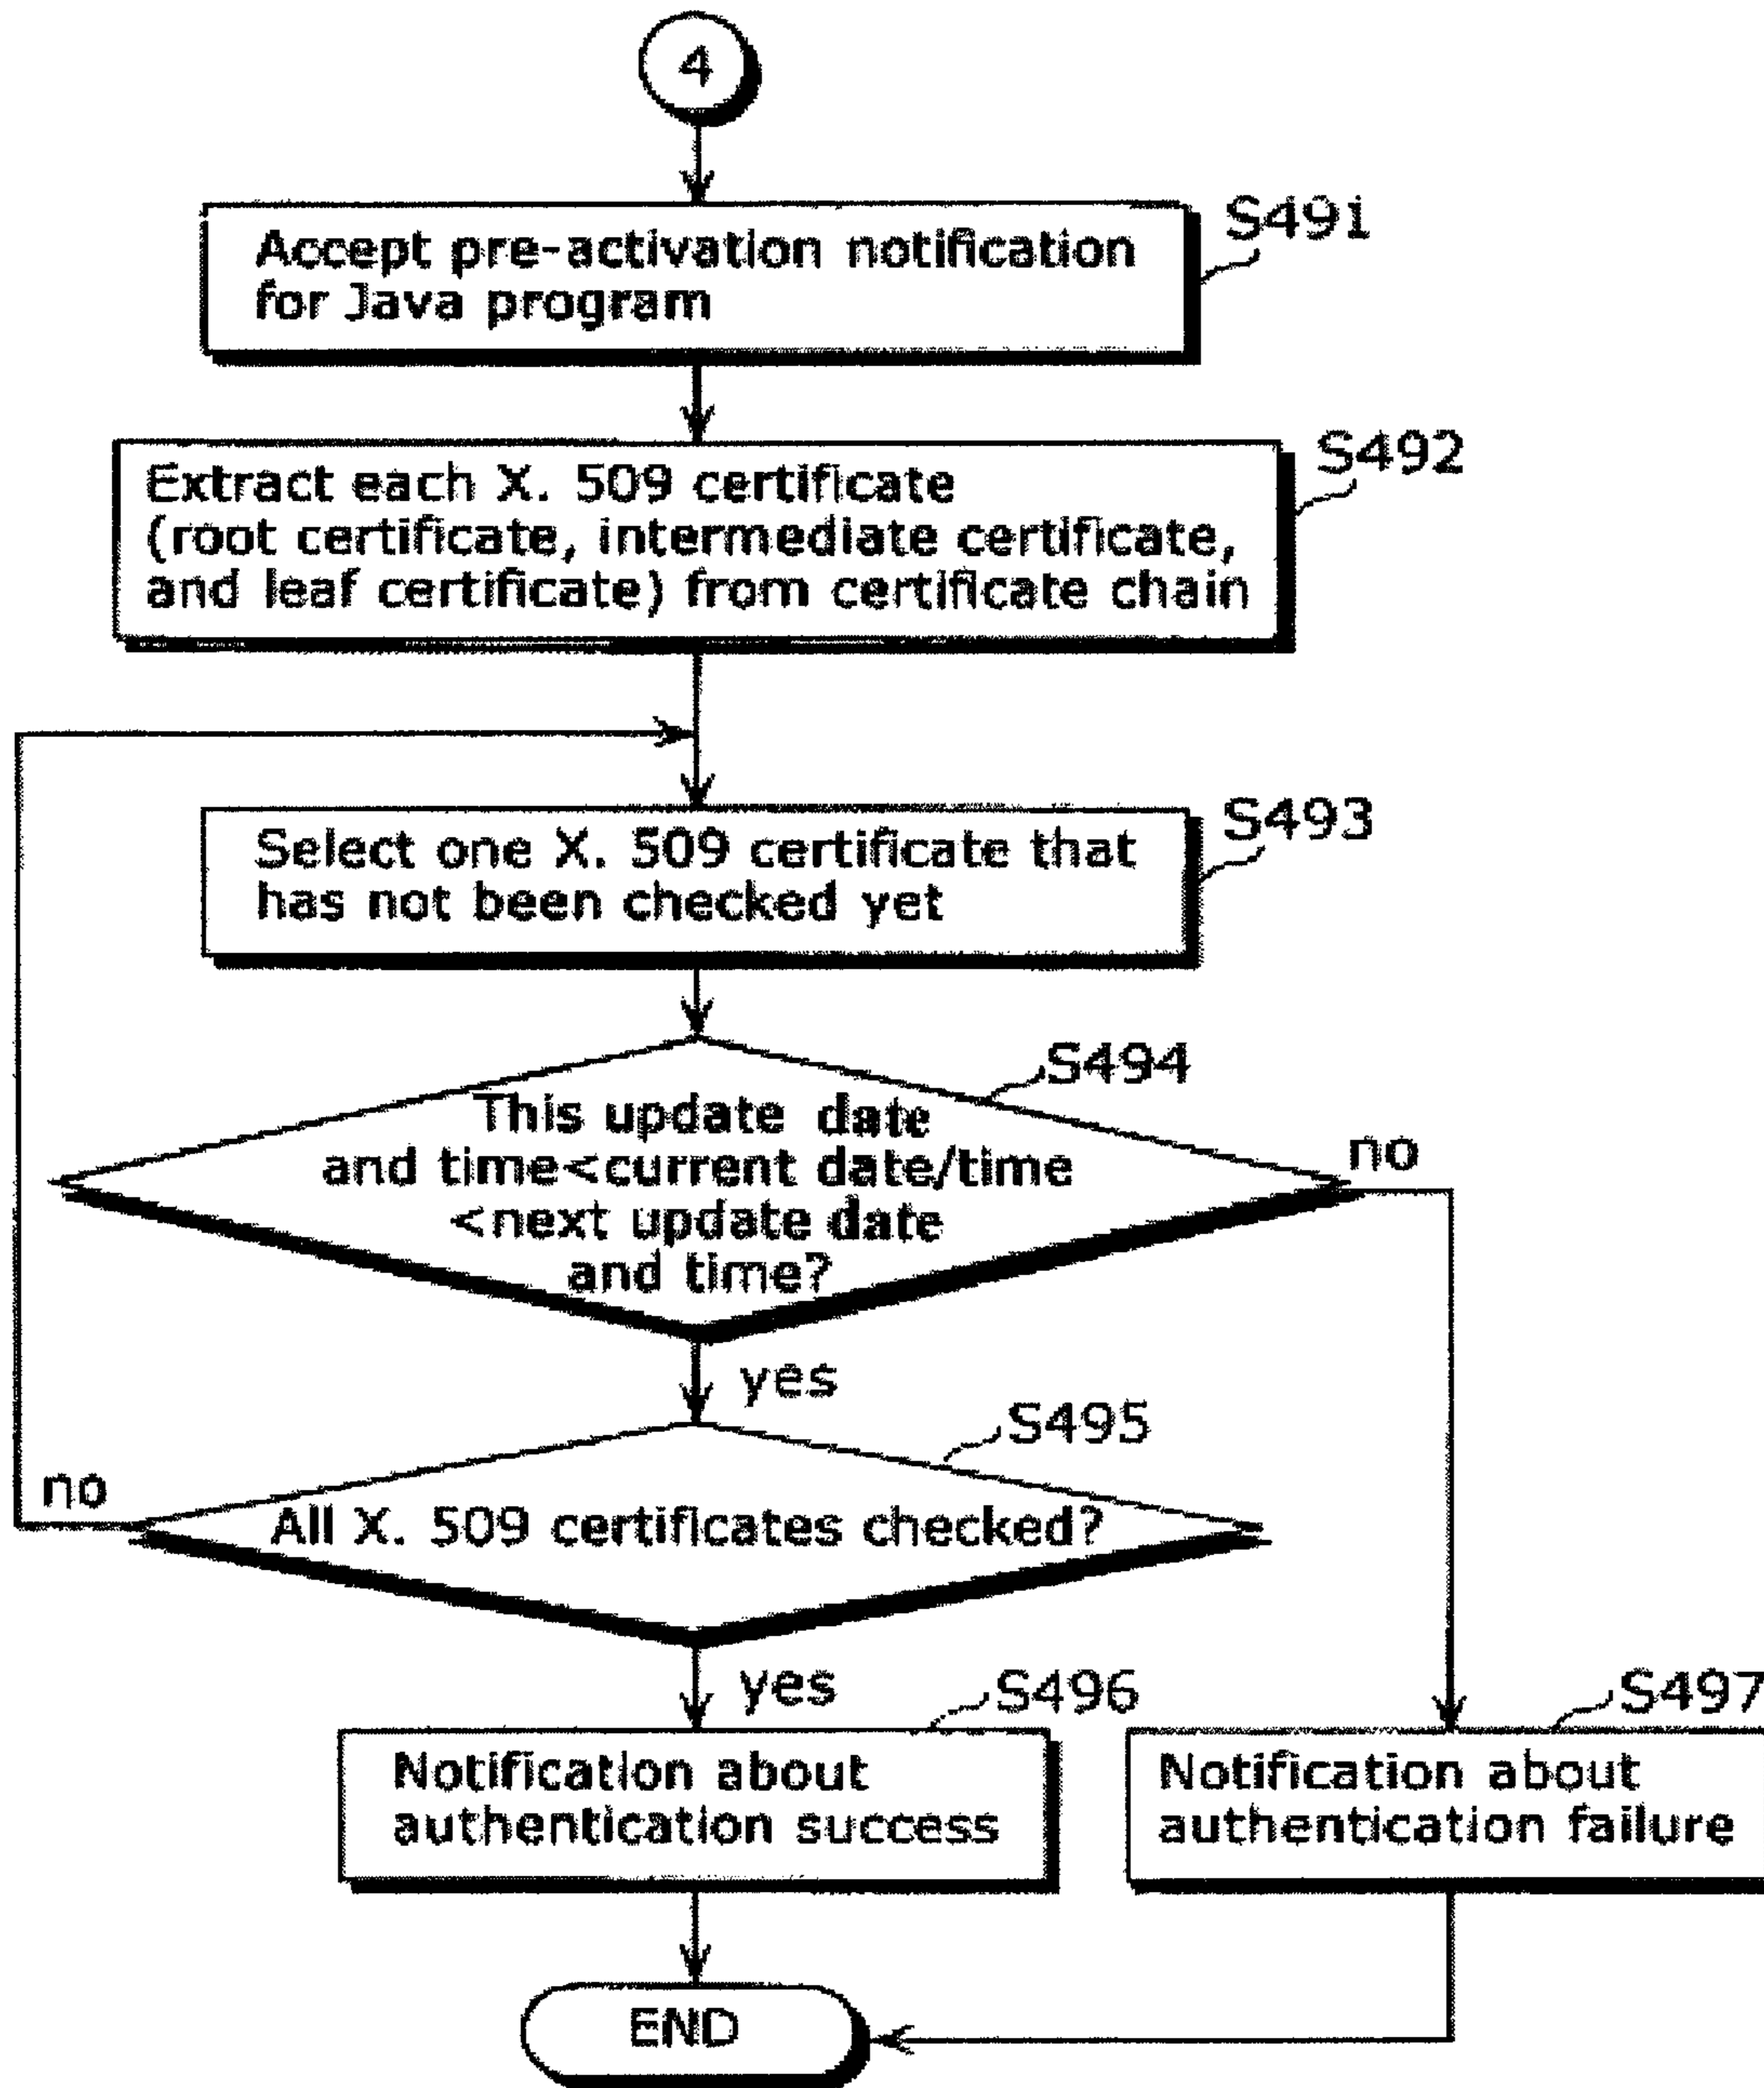 4
Accept pre-activation notification
for Java program
S491
Extract each X. 509 certificate
(root certificate, intermediate certificate,
and leaf certificate) from certificate chain
S492
Select one X. 509 certificate that
has not been checked yet
S493
This update date
and time<current date/time
<next update date
and time?
S494
no
yes
All X. 509 certificates checked?
S495
no
yes
Notification about
authentication success
S496
Notification about
authentication failure
S497
END